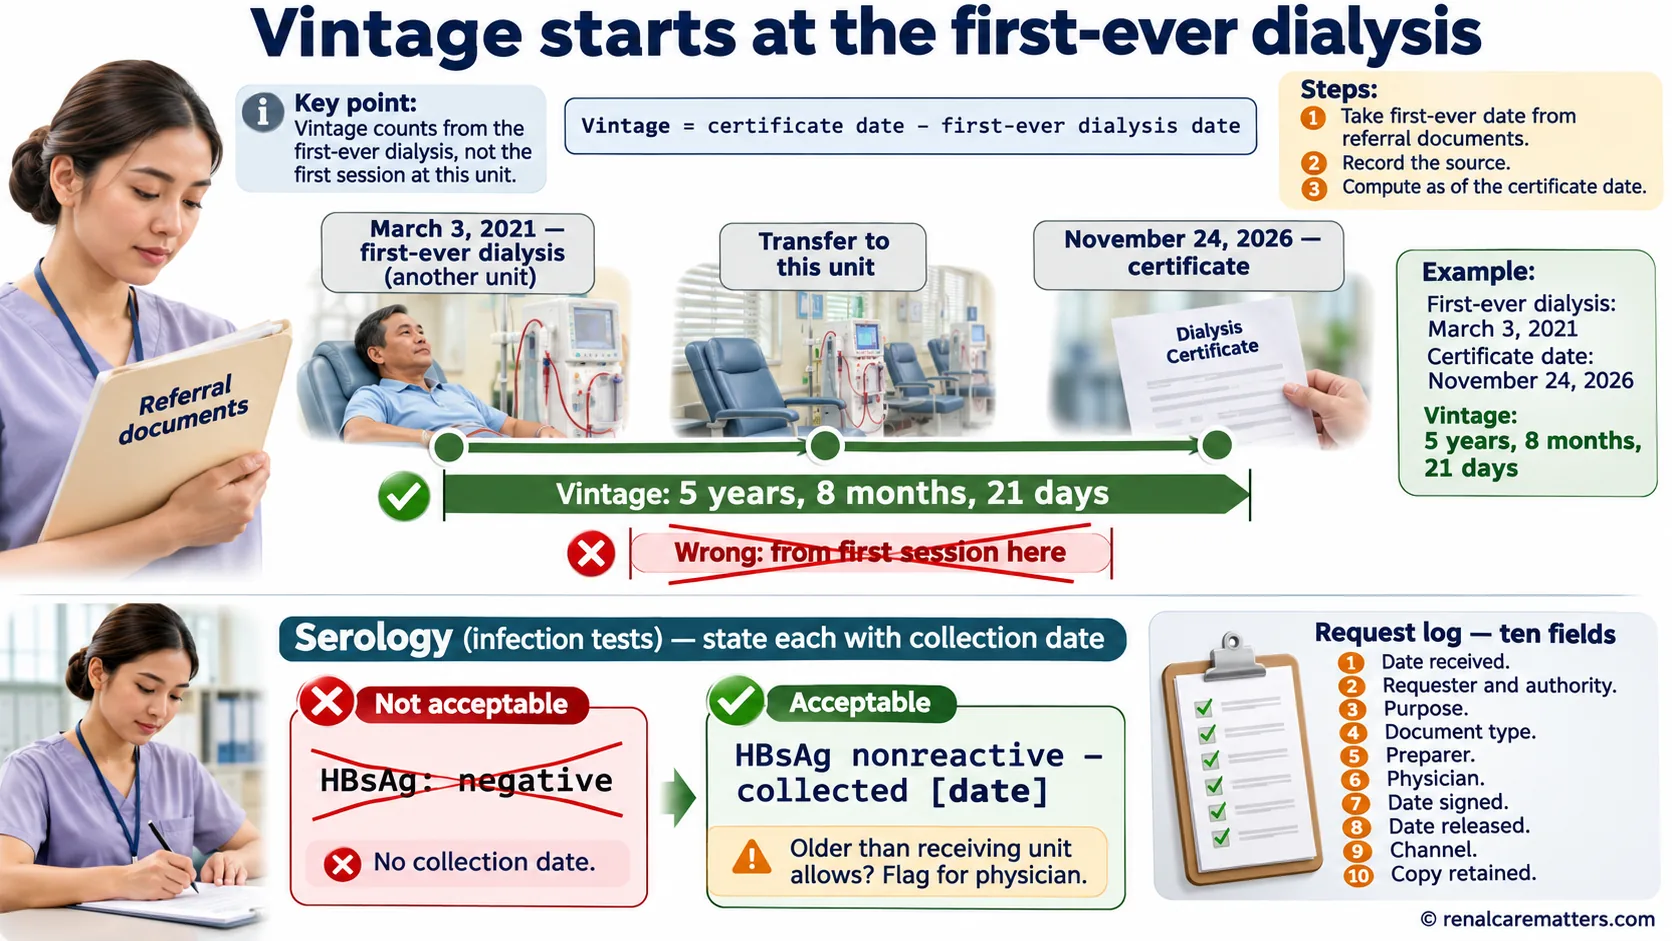 Vintage starts at the first-ever dialysis
Key point:
Vintage counts from the
first-ever dialysis, not the
first session at this unit.
Vintage = certificate date – first-ever dialysis date
Steps:
1 Take first-ever date from
referral documents.
2 Record the source.
3 Compute as of the certificate date.
Referral
documents
March 3, 2021 —
first-ever dialysis
(another unit)
Transfer to
this unit
November 24, 2026 —
certificate
Dialysis
Certificate
Example:
First-ever dialysis:
March 3, 2021
Certificate date:
November 24, 2026
Vintage:
5 years, 8 months,
21 days
Vintage: 5 years, 8 months, 21 days
Wrong: from first session here
Serology (infection tests) — state each with collection date
Not acceptable
HBsAg: negative
No collection date.
Acceptable
HBsAg nonreactive –
collected [date]
Older than receiving unit
allows? Flag for physician.
Request log — ten fields
1 Date received.
2 Requester and authority.
3 Purpose.
4 Document type.
5 Preparer.
6 Physician.
7 Date signed.
8 Date released.
9 Channel.
10 Copy retained.
© renalcarematters.com